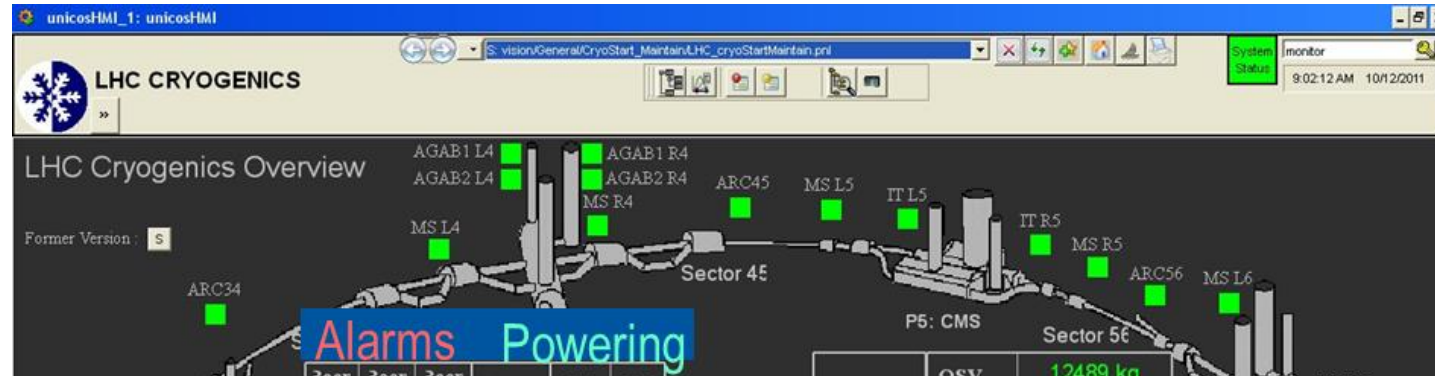 unicosHMI_1: unicosHMI
S: vision/General/CryoStart_Maintain/LHC_cryoStartMaintain.pnl
System Status
monitor
9:02:12 AM 10/12/2011
LHC CRYOGENICS
»
LHC Cryogenics Overview
AGAB1 L4
AGAB1 R4
AGAB2 L4
AGAB2 R4
ARC45
MS L5
IT L5
MS R4
MS L4
IT R5
MS R5
Former Version : S
ARC56
MS L6
Sector 45
ARC34
P5: CMS
Sector 56
Alarms Powering
QSV
12489 kg